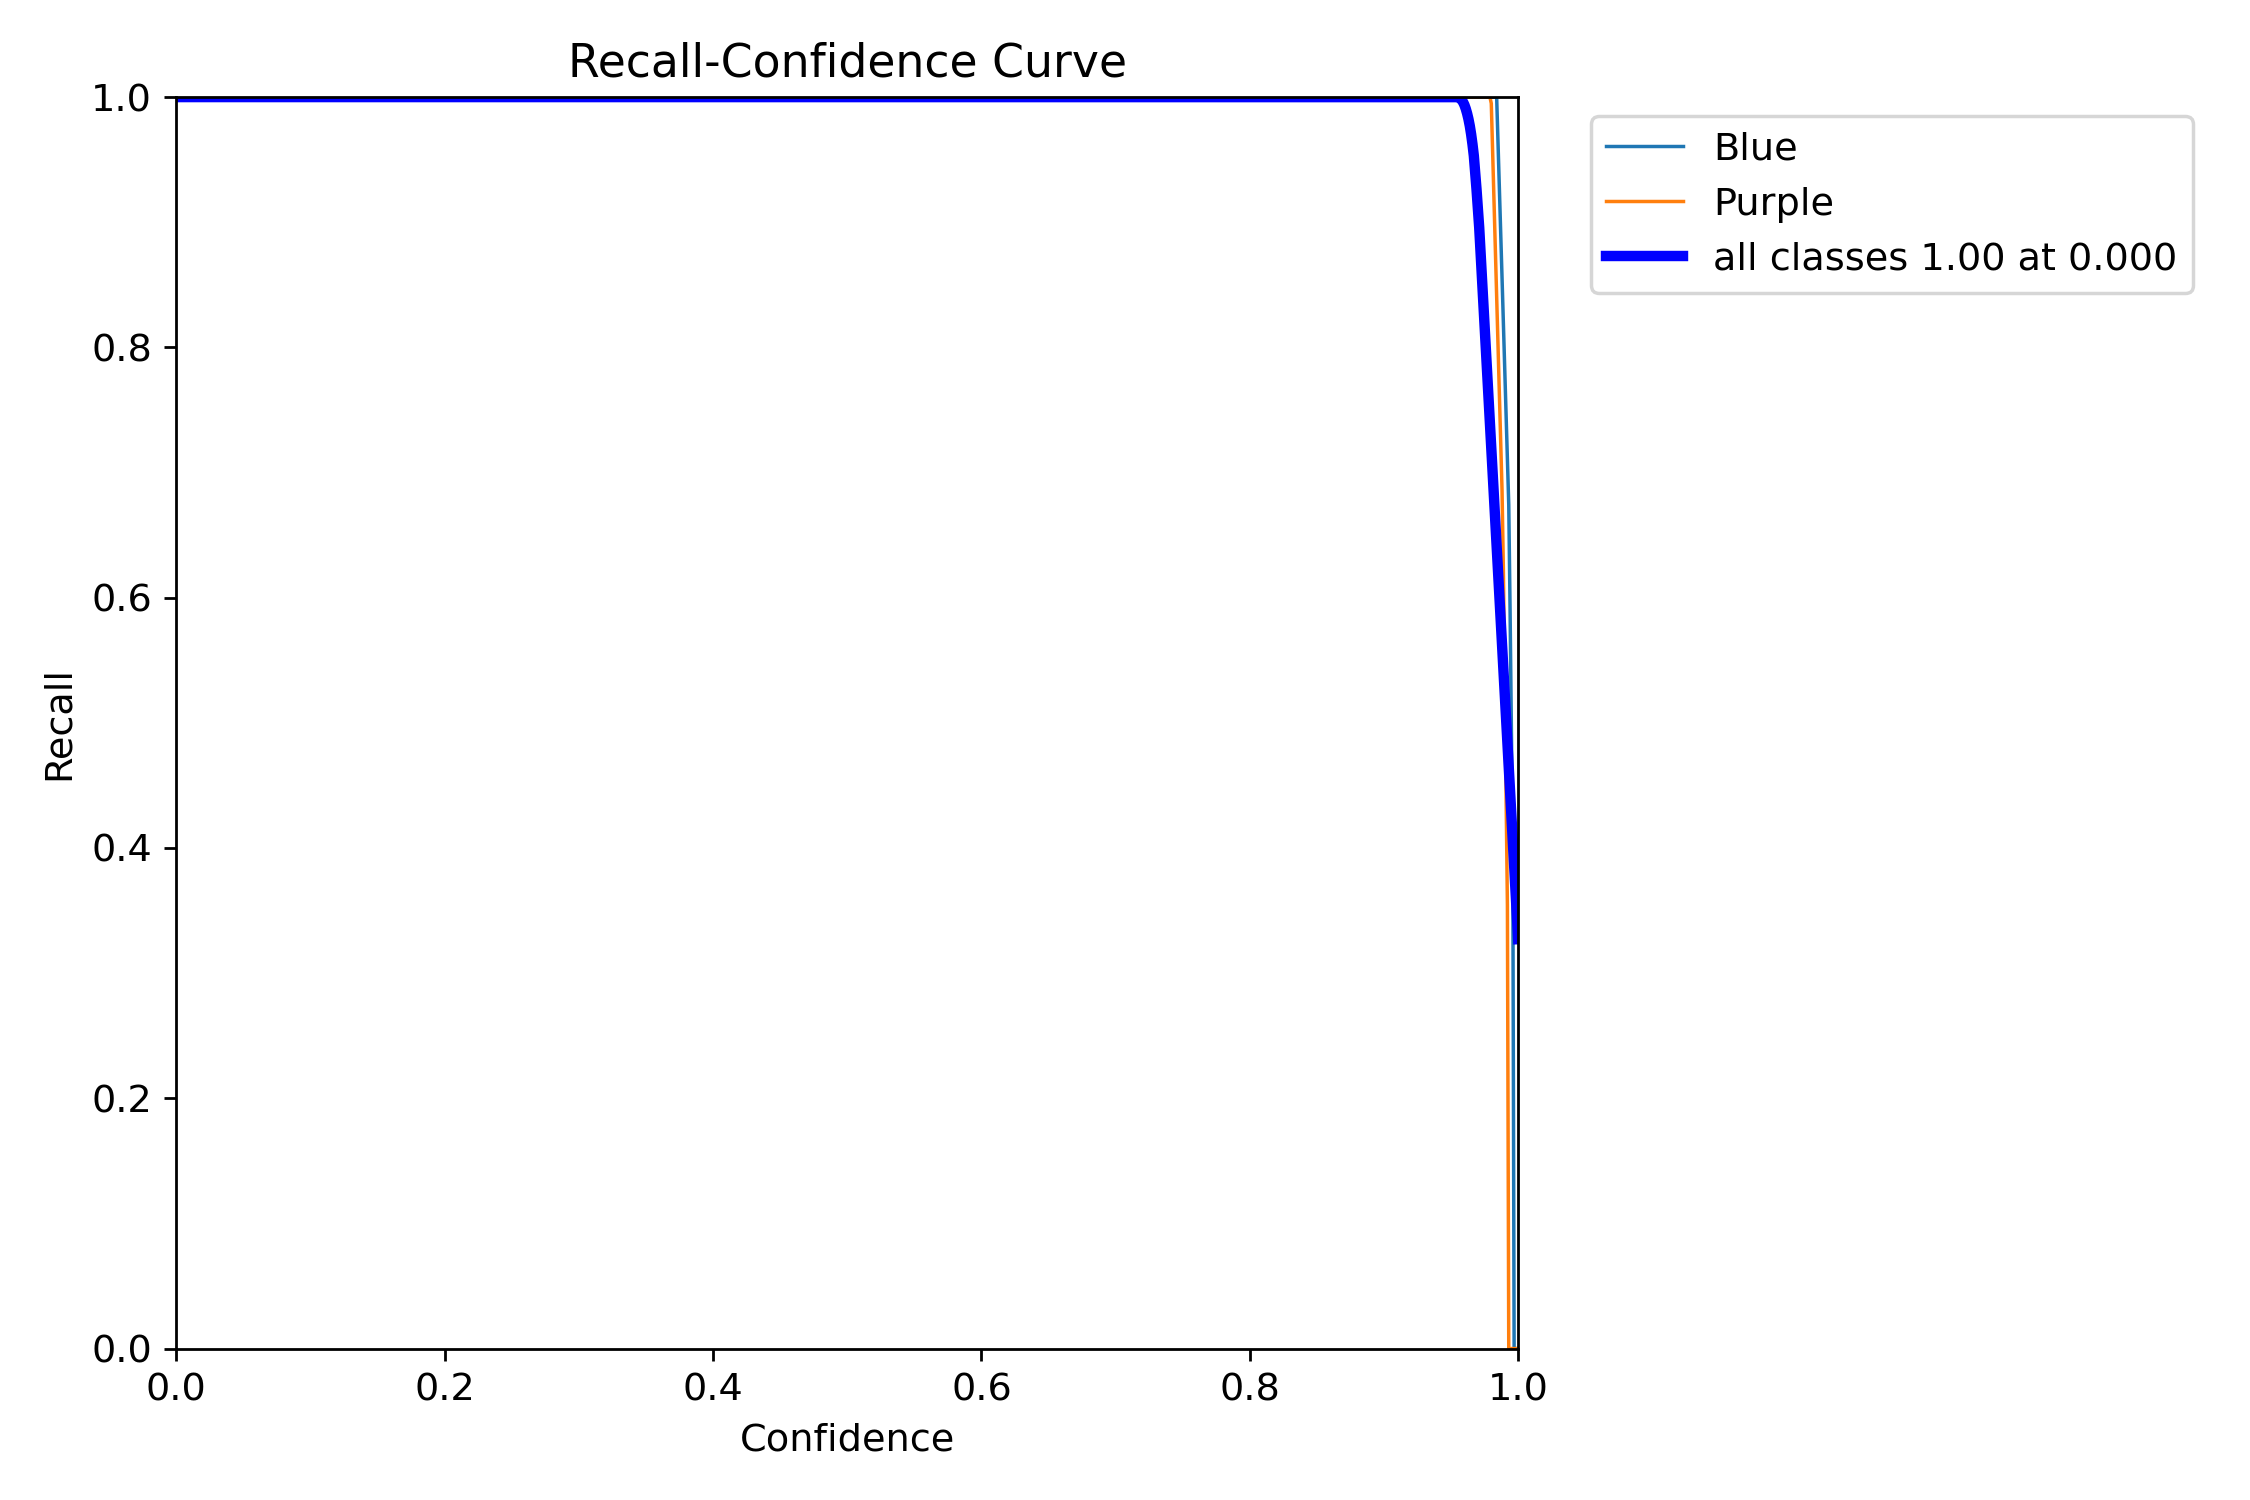 Recall-Confidence Curve
1.0
0.8
0.6
0.4
0.2
0.0
Recall
0.0 0.2 0.4 0.6 0.8 1.0
Confidence
Blue
Purple
all classes 1.00 at 0.000